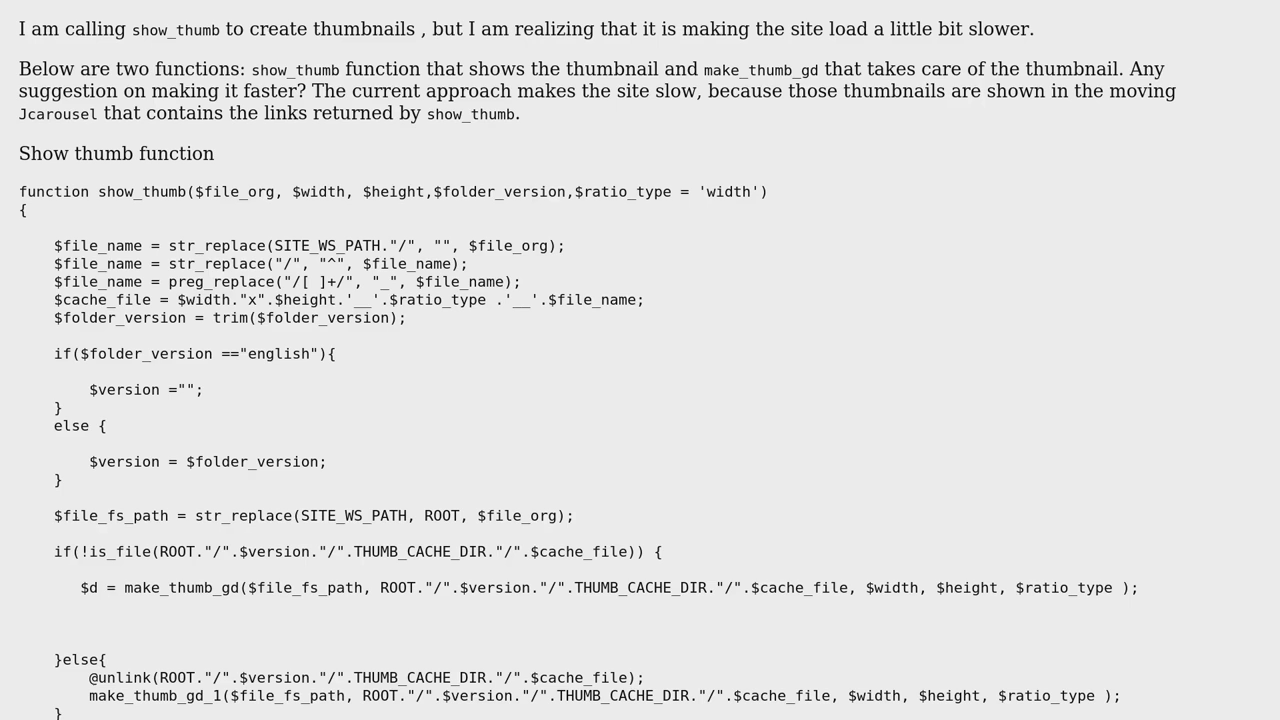 I am calling show_thumb to create thumbnails , but I am realizing that it is making the site load a little bit slower.
Below are two functions: show_thumb function that shows the thumbnail and make_thumb_gd that takes care of the thumbnail. Any
suggestion on making it faster? The current approach makes the site slow, because those thumbnails are shown in the moving
Jcarousel that contains the links returned by show_thumb.
Show thumb function
function show_thumb($file_org, $width, $height,$folder_version,$ratio_type = 'width')
{
    $file_name = str_replace(SITE_WS_PATH."/", "", $file_org);
    $file_name = str_replace("/", "^", $file_name);
    $file_name = preg_replace("/[ ]+/", "_", $file_name);
    $cache_file = $width."x".$height.'__'.$ratio_type .'__'.$file_name;
    $folder_version = trim($folder_version);
    if($folder_version =="english"){
        $version ="";
    }
    else {
        $version = $folder_version;
    }
    $file_fs_path = str_replace(SITE_WS_PATH, ROOT, $file_org);
    if(!is_file(ROOT."/".$version."/".THUMB_CACHE_DIR."/".$cache_file)) {
       $d = make_thumb_gd($file_fs_path, ROOT."/".$version."/".THUMB_CACHE_DIR."/".$cache_file, $width, $height, $ratio_type );
    }else{
        @unlink(ROOT."/".$version."/".THUMB_CACHE_DIR."/".$cache_file);
        make_thumb_gd_1($file_fs_path, ROOT."/".$version."/".THUMB_CACHE_DIR."/".$cache_file, $width, $height, $ratio_type );
    }